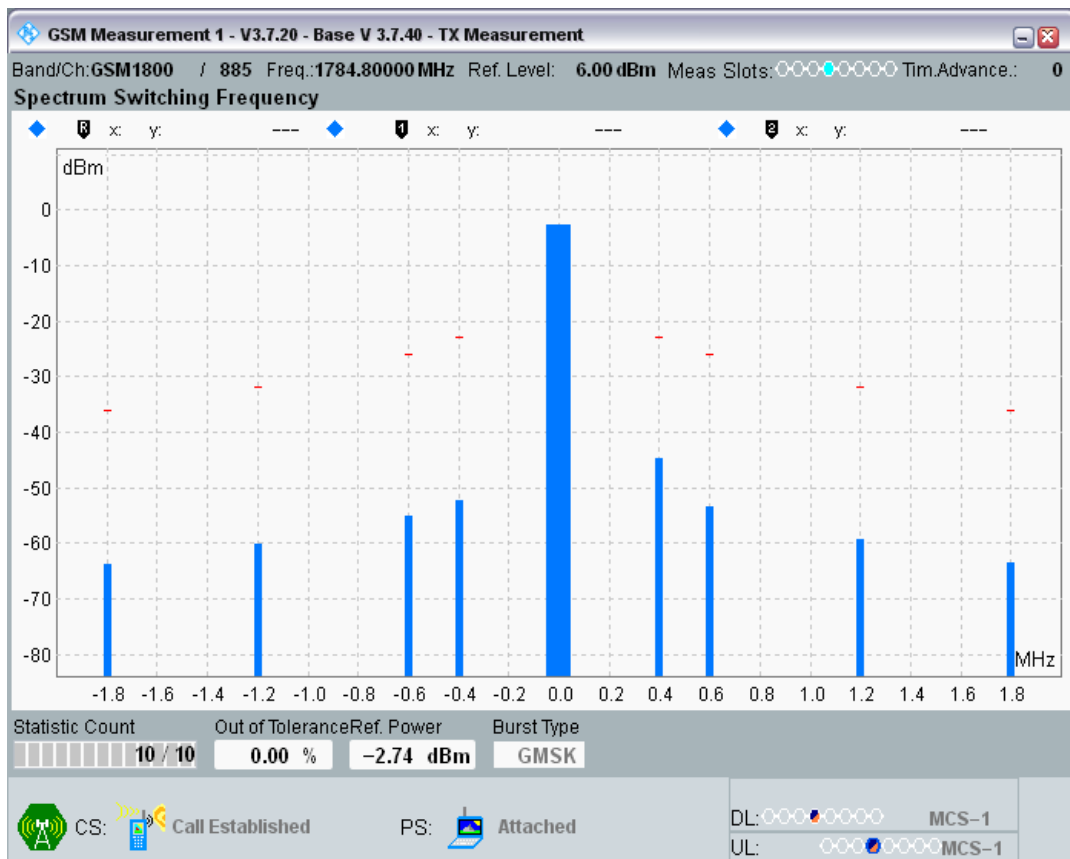 GSM Measurement 1 - V3.7.20 - Base V 3.7.40 - TX Measurement
Band/Ch:GSM1800 / 885 Freq.:1784.80000 MHz Ref. Level: 6.00 dBm Meas Slots: Tim.Advance.: 0
Spectrum Switching Frequency
R x: y: --- 1 x: y: --- 2 x: y: ---
dBm
0
-10
-20
-30
-40
-50
-60
-70
-80
MHz
-1.8 -1.6 -1.4 -1.2 -1.0 -0.8 -0.6 -0.4 -0.2 0.0 0.2 0.4 0.6 0.8 1.0 1.2 1.4 1.6 1.8
Statistic Count Out of Tolerance Ref. Power Burst Type
10 / 10 0.00 % −2.74 dBm GMSK
CS: Call Established PS: Attached
DL: MCS−1
UL: MCS−1